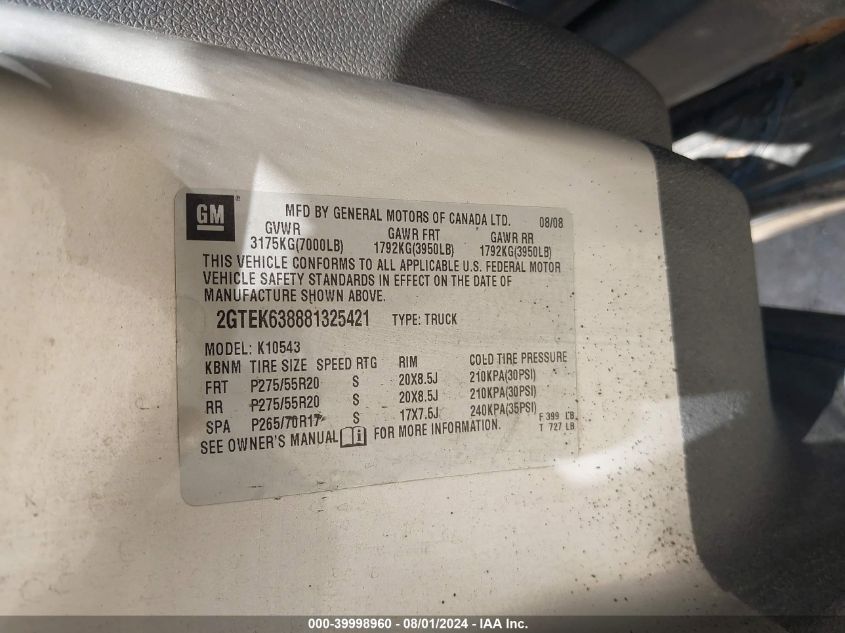 GM ®
MFD BY GENERAL MOTORS OF CANADA LTD. 08/08
GVWR GAWR FRT GAWR RR
3175KG(7000LB) 1792KG(3950LB) 1792KG(3950LB)
THIS VEHICLE CONFORMS TO ALL APPLICABLE U.S. FEDERAL MOTOR
VEHICLE SAFETY STANDARDS IN EFFECT ON THE DATE OF
MANUFACTURE SHOWN ABOVE.
2GTEK638881325421 TYPE: TRUCK
MODEL: K10543
KBNM TIRE SIZE SPEED RTG RIM COLD TIRE PRESSURE
FRT P275/55R20 S 20X8.5J 210KPA(30PSI)
RR P275/55R20 S 20X8.5J 210KPA(30PSI)
SPA P265/70R17 S 17X7.5J 240KPA(35PSI) F 399 LB
SEE OWNER'S MANUAL FOR MORE INFORMATION. T 727 LB
000-39998960 - 08/01/2024 - IAA Inc.